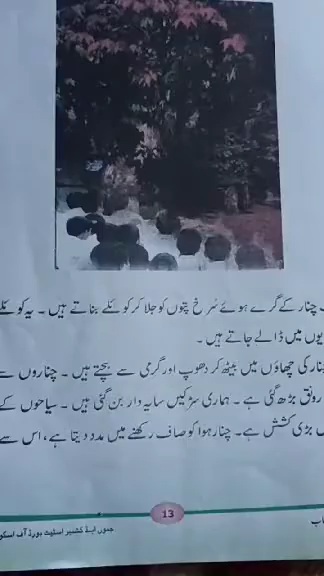 چنار کے گرے ہوئے سُرخ پتوں کو جلا کر کوئلے بناتے ہیں ۔ یہ کوئلے
میں ڈالے جاتے ہیں ۔
کی چھاؤں میں بیٹھ کر دھوپ اور گرمی سے بچتے ہیں ۔ چناروں سے
رونق بڑھ گئی ہے ۔ ہماری سڑکیں سایہ دار بن گئی ہیں ۔ سیاحوں کے
بڑی کشش ہے ۔ چنار ہوا کو صاف رکھنے میں مدد دیتا ہے ، اس سے
13
جموں اینڈ کشمیر اسٹیٹ بورڈ آف اسکو